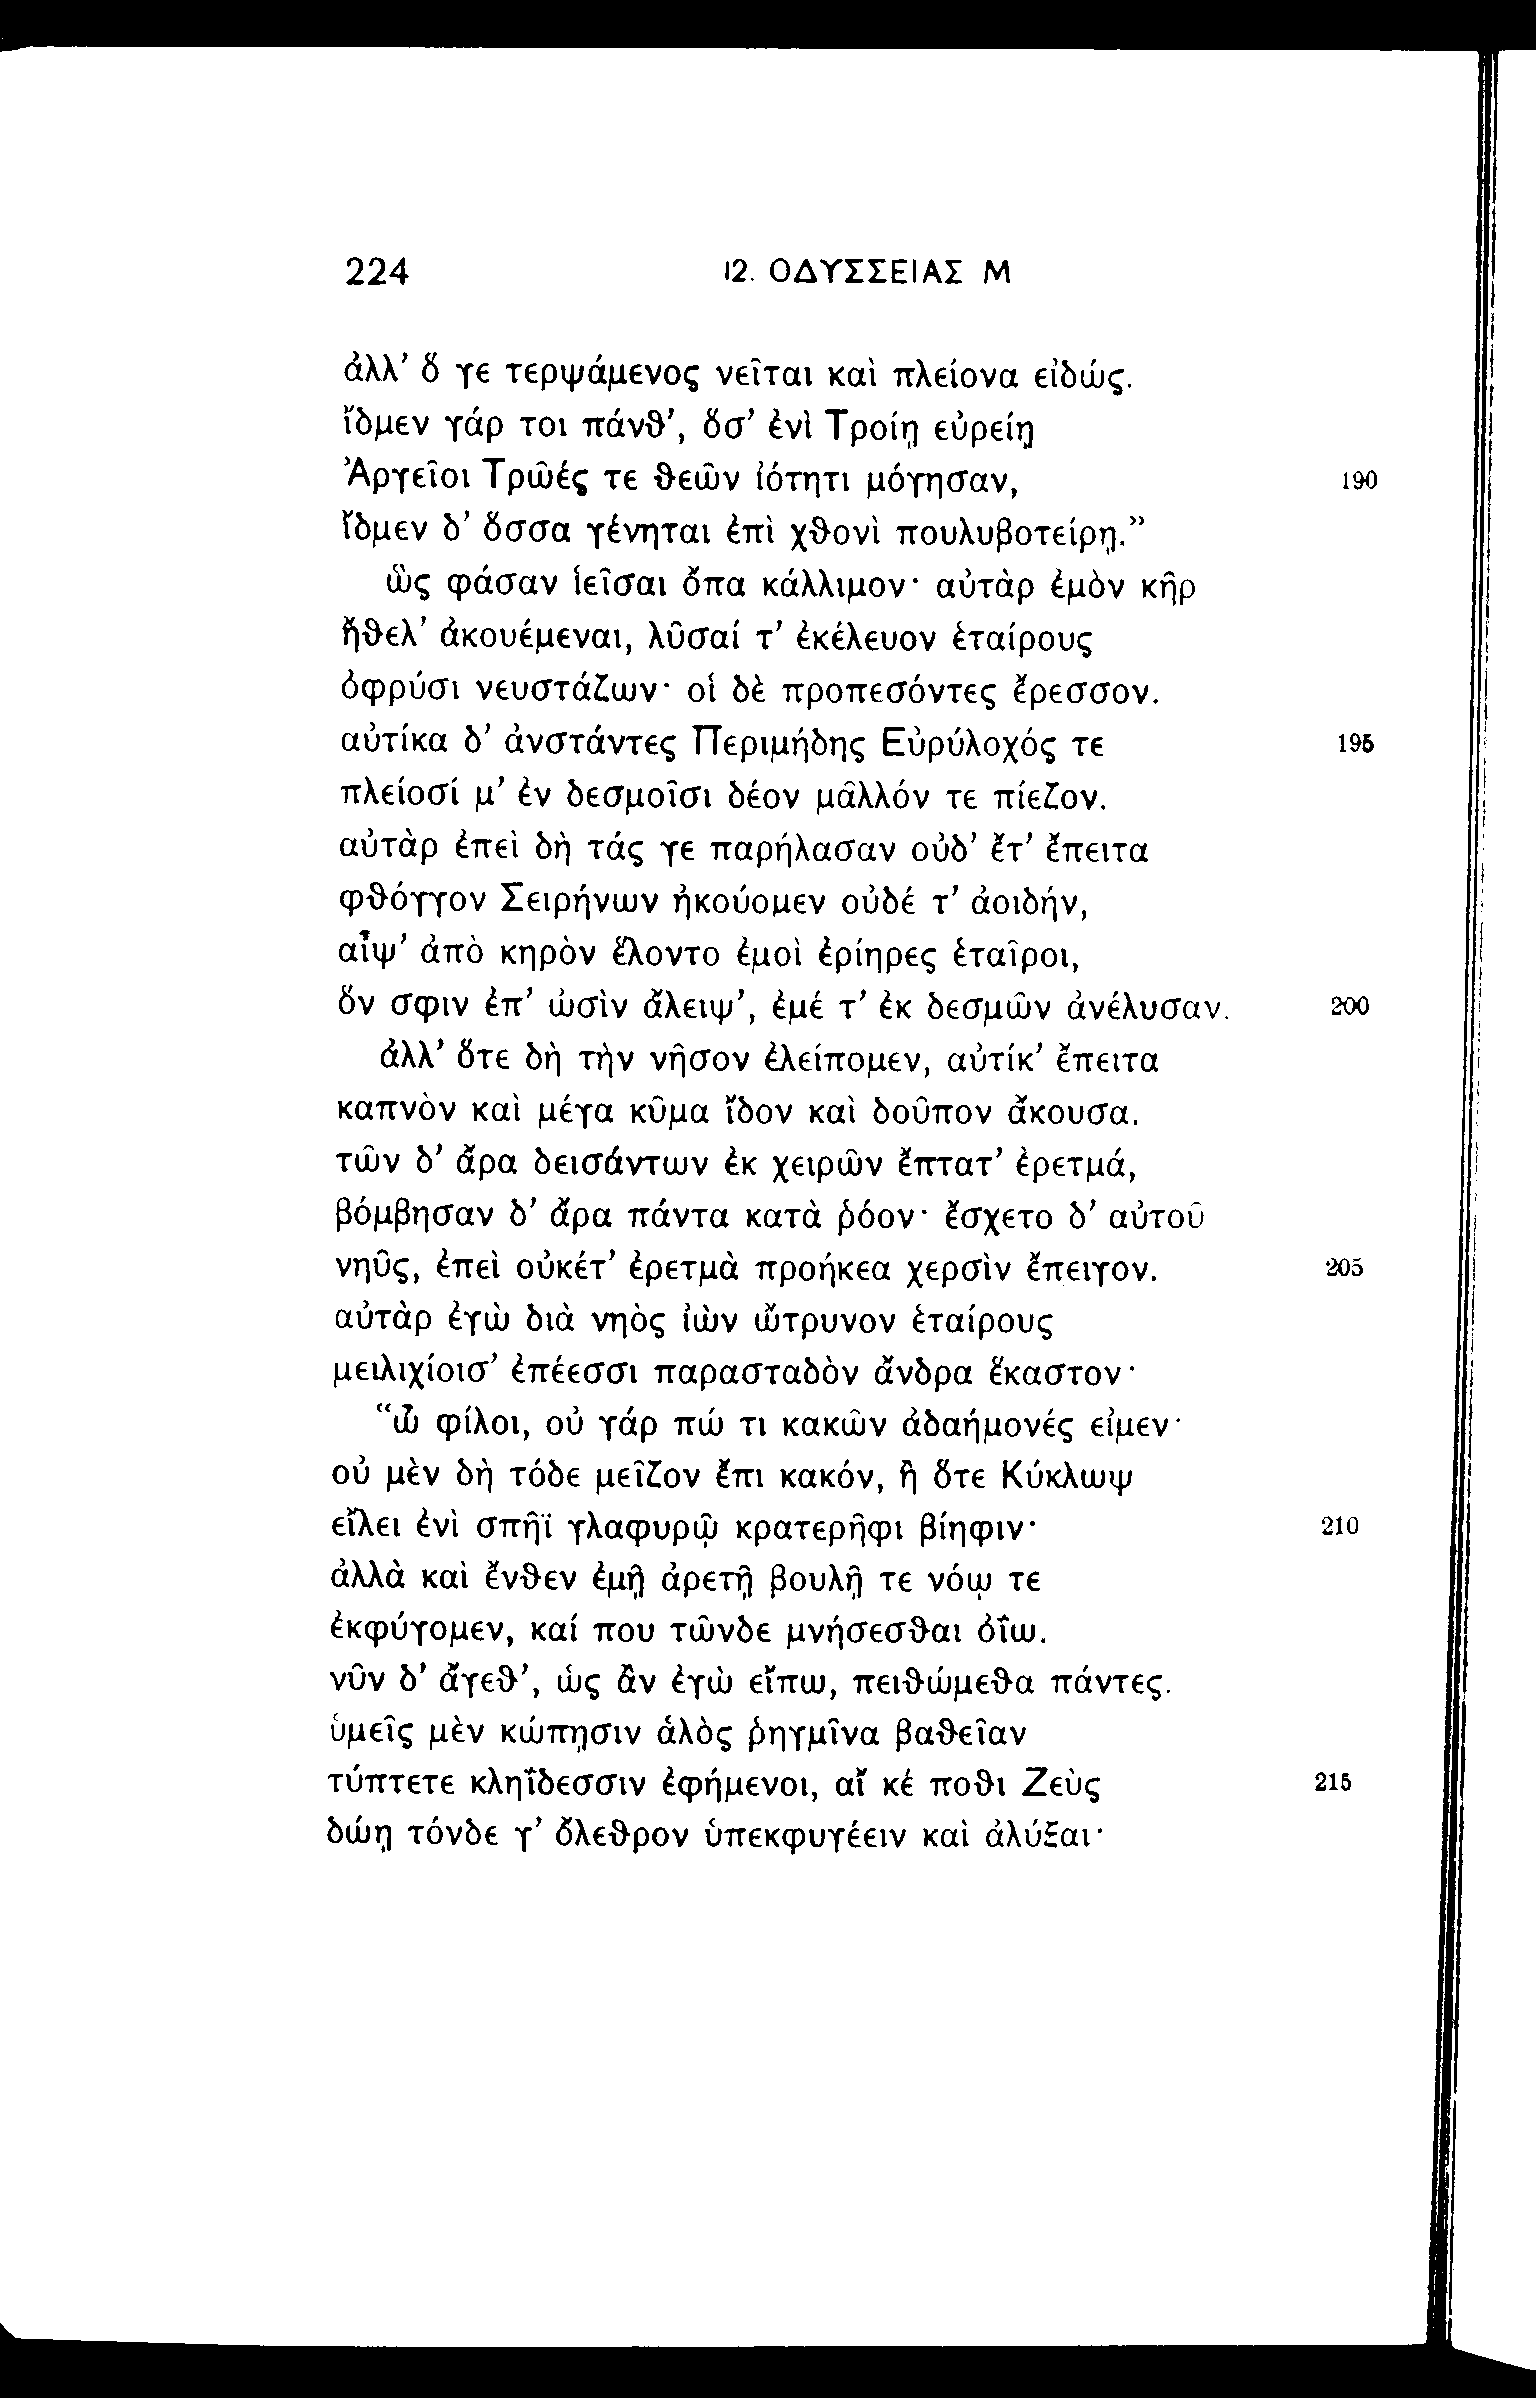 224 12. ΟΔΥΣΣΕΙΑΣ Μ
ἀλλ’ ὅ γε τερψάμενος νεῖται καὶ πλείονα εἰδώς.
ἴδμεν γάρ τοι πάνθ’, ὅσ’ ἐνὶ Τροίῃ εὐρείῃ
Ἀργεῖοι Τρῶές τε θεῶν ἰότητι μόγησαν, 190
ἴδμεν δ’ ὅσσα γένηται ἐπὶ χθονὶ πουλυβοτείρῃ.”
ὣς φάσαν ἱεῖσαι ὄπα κάλλιμον· αὐτὰρ ἐμὸν κῆρ
ἤθελ’ ἀκουέμεναι, λῦσαί τ’ ἐκέλευον ἑταίρους
ὀφρύσι νευστάζων· οἱ δὲ προπεσόντες ἔρεσσον.
αὐτίκα δ’ ἀνστάντες Περιμήδης Εὐρύλοχός τε 195
πλείοσί μ’ ἐν δεσμοῖσι δέον μᾶλλόν τε πίεζον.
αὐτὰρ ἐπεὶ δὴ τάς γε παρήλασαν οὐδ’ ἔτ’ ἔπειτα
φθόγγον Σειρήνων ἠκούομεν οὐδέ τ’ ἀοιδήν,
αἶψ’ ἀπὸ κηρὸν ἕλοντο ἐμοὶ ἐρίηρες ἑταῖροι,
ὅν σφιν ἐπ’ ὠσὶν ἄλειψ’, ἐμέ τ’ ἐκ δεσμῶν ἀνέλυσαν. 200
ἀλλ’ ὅτε δὴ τὴν νῆσον ἐλείπομεν, αὐτίκ’ ἔπειτα
καπνὸν καὶ μέγα κῦμα ἴδον καὶ δοῦπον ἄκουσα.
τῶν δ’ ἄρα δεισάντων ἐκ χειρῶν ἔπτατ’ ἐρετμά,
βόμβησαν δ’ ἄρα πάντα κατὰ ῥόον· ἔσχετο δ’ αὐτοῦ
νηῦς, ἐπεὶ οὐκέτ’ ἐρετμὰ προήκεα χερσὶν ἔπειγον. 205
αὐτὰρ ἐγὼ διὰ νηὸς ἰὼν ὤτρυνον ἑταίρους
μειλιχίοισ’ ἐπέεσσι παρασταδὸν ἄνδρα ἕκαστον·
“ὦ φίλοι, οὐ γάρ πώ τι κακῶν ἀδαήμονές εἰμεν·
οὐ μὲν δὴ τόδε μεῖζον ἔπι κακόν, ἢ ὅτε Κύκλωψ
εἴλει ἐνὶ σπῆϊ γλαφυρῷ κρατερῆφι βίηφιν· 210
ἀλλὰ καὶ ἔνθεν ἐμῇ ἀρετῇ βουλῇ τε νόῳ τε
ἐκφύγομεν, καί που τῶνδε μνήσεσθαι ὀΐω.
νῦν δ’ ἄγεθ’, ὡς ἂν ἐγὼ εἴπω, πειθώμεθα πάντες.
ὑμεῖς μὲν κώπῃσιν ἁλὸς ῥηγμῖνα βαθεῖαν
τύπτετε κληΐδεσσιν ἐφήμενοι, αἴ κέ ποθι Ζεὺς 215
δώῃ τόνδε γ’ ὄλεθρον ὑπεκφυγέειν καὶ ἀλύξαι·